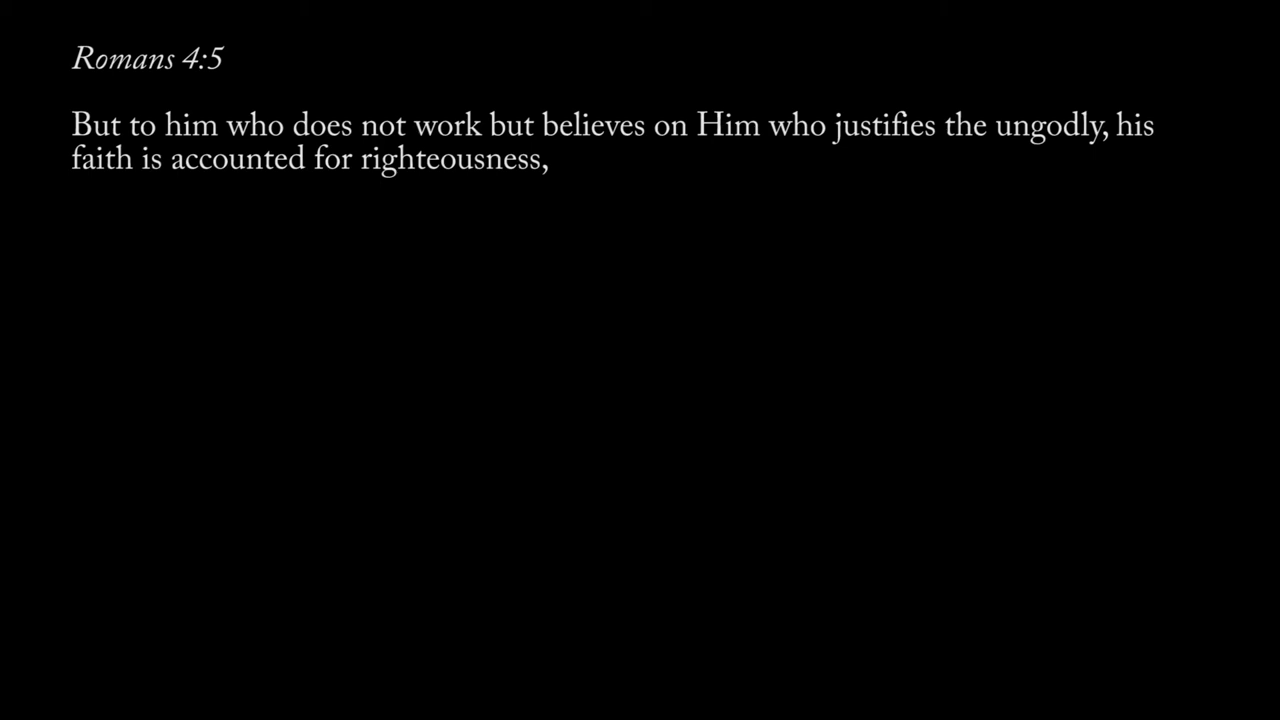 Romans 4:5
But to him who does not work but believes on Him who justifies the ungodly, his
faith is accounted for righteousness,